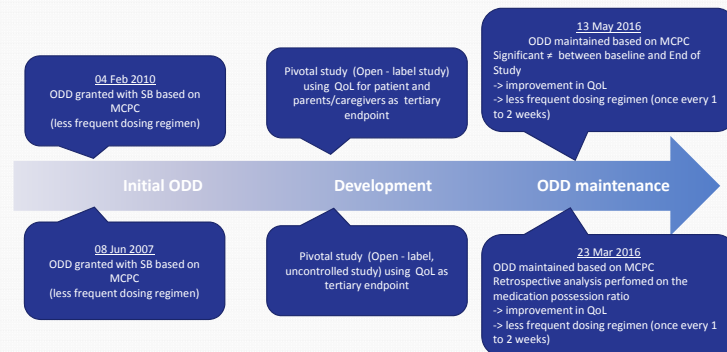 04 Feb 2010
ODD granted with SB based on
MCPC
(less frequent dosing regimen)
Pivotal study (Open - label study)
using QoL for patient and
parents/caregivers as tertiary
endpoint
13 May 2016
ODD maintained based on MCPC
Significant ≠ between baseline and End of
Study
-> improvement in QoL
-> less frequent dosing regimen (once every 1
to 2 weeks)
Initial ODD
Development
ODD maintenance
08 Jun 2007
ODD granted with SB based on
MCPC
(less frequent dosing regimen)
Pivotal study (Open - label,
uncontrolled study) using QoL as
tertiary endpoint
23 Mar 2016
ODD maintained based on MCPC
Retrospective analysis perfomed on the
medication possession ratio
-> improvement in QoL
-> less frequent dosing regimen (once every 1
to 2 weeks)